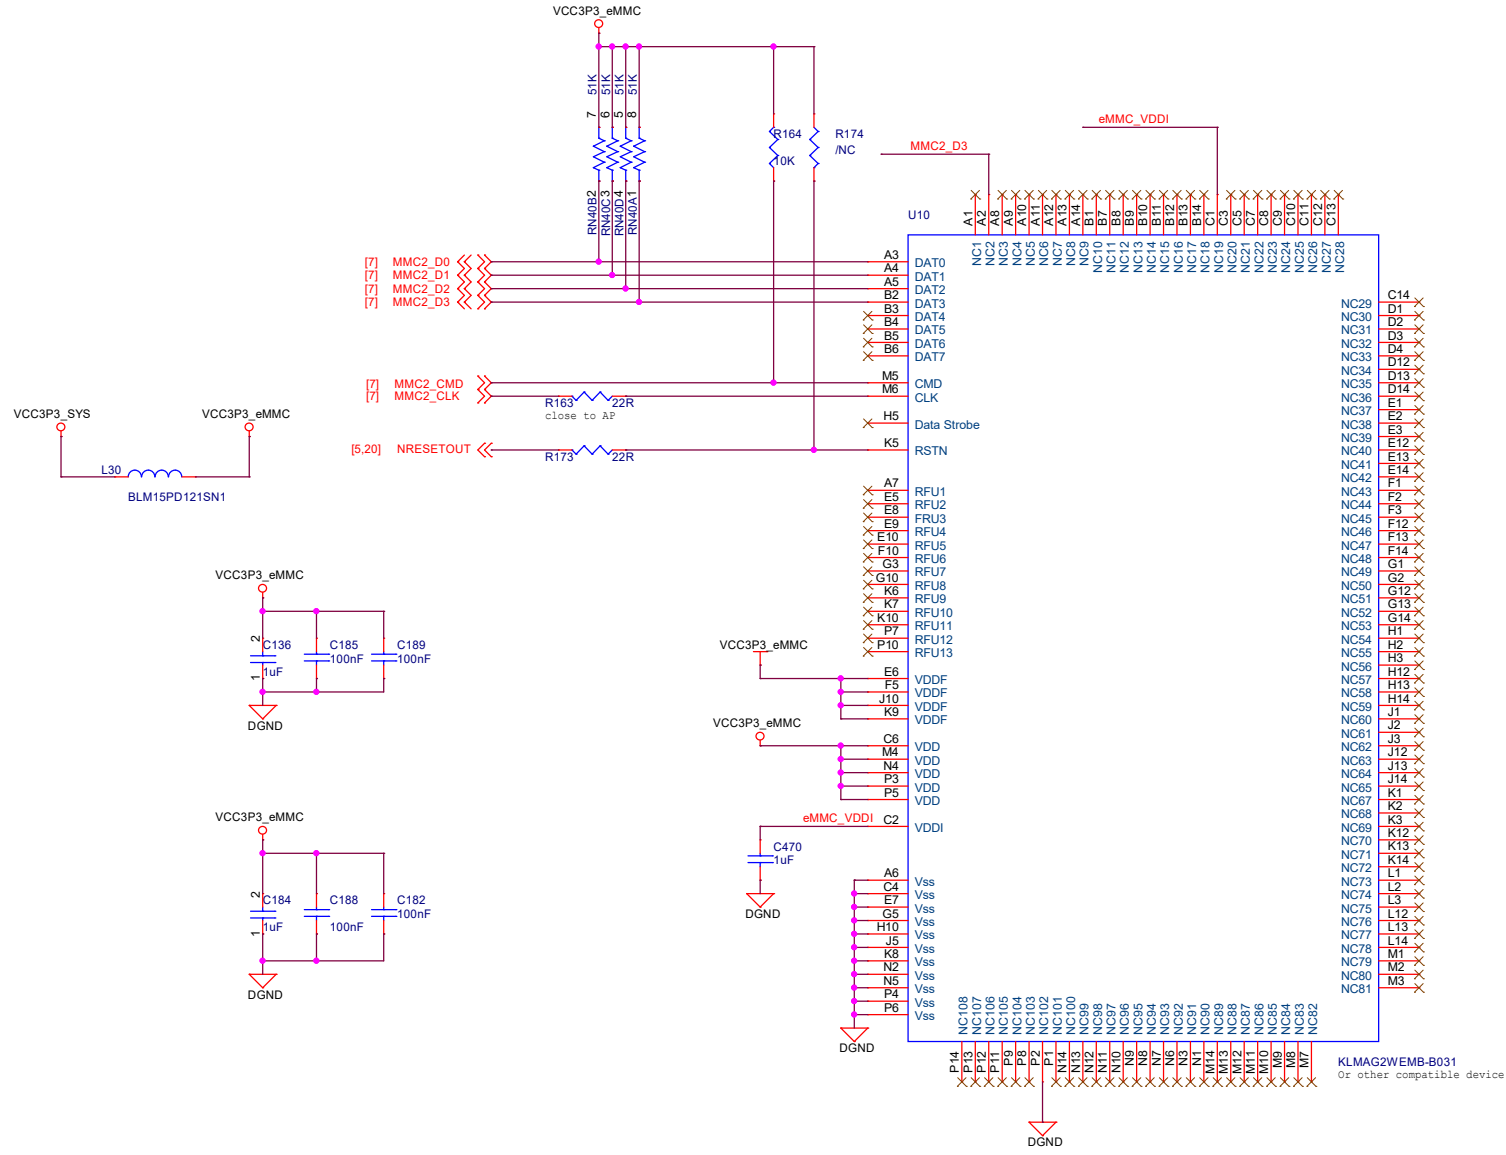 VCC3P3_eMMC
51K
51K
51K
51K
7
6
5
8
RN40B2
RN40C3
RN40D4
RN40A1
R164
10K
R174
/NC
MMC2_D3
eMMC_VDDI
U10
A1
A2
A8
A9
A10
A11
A12
A13
A14
B1
B7
B8
B9
B10
B11
B12
B13
B14
C1
C3
C5
C7
C8
C9
C10
C11
C12
C13
NC1
NC2
NC3
NC4
NC5
NC6
NC7
NC8
NC9
NC10
NC11
NC12
NC13
NC14
NC15
NC16
NC17
NC18
NC19
NC20
NC21
NC22
NC23
NC24
NC25
NC26
NC27
NC28
[7] MMC2_D0
[7] MMC2_D1
[7] MMC2_D2
[7] MMC2_D3
A3 DAT0
A4 DAT1
A5 DAT2
B2 DAT3
B3 DAT4
B4 DAT5
B5 DAT6
B6 DAT7
[7] MMC2_CMD
[7] MMC2_CLK
M5 CMD
M6 CLK
R163 22R
close to AP
H5 Data Strobe
[5,20] NRESETOUT
R173 22R
K5 RSTN
VCC3P3_SYS
VCC3P3_eMMC
L30
BLM15PD121SN1
A7 RFU1
E5 RFU2
E8 FRU3
E9 RFU4
E10 RFU5
F10 RFU6
G3 RFU7
G10 RFU8
K6 RFU9
K7 RFU10
K10 RFU11
P7 RFU12
P10 RFU13
VCC3P3_eMMC
E6 VDDF
F5 VDDF
J10 VDDF
K9 VDDF
VCC3P3_eMMC
C6 VDD
M4 VDD
N4 VDD
P3 VDD
P5 VDD
eMMC_VDDI
C2 VDDI
C470
1uF
DGND
A6 Vss
C4 Vss
E7 Vss
G5 Vss
H10 Vss
J5 Vss
K8 Vss
N2 Vss
N5 Vss
P4 Vss
P6 Vss
DGND
VCC3P3_eMMC
2
C136
1uF
1
C185
100nF
C189
100nF
DGND
VCC3P3_eMMC
2
C184
1uF
1
C188
100nF
C182
100nF
DGND
NC29 C14
NC30 D1
NC31 D2
NC32 D3
NC33 D4
NC34 D12
NC35 D13
NC36 D14
NC37 E1
NC38 E2
NC39 E3
NC40 E12
NC41 E13
NC42 E14
NC43 F1
NC44 F2
NC45 F3
NC46 F12
NC47 F13
NC48 F14
NC49 G1
NC50 G2
NC51 G12
NC52 G13
NC53 G14
NC54 H1
NC55 H2
NC56 H3
NC57 H12
NC58 H13
NC59 H14
NC60 J1
NC61 J2
NC62 J3
NC63 J12
NC64 J13
NC65 J14
NC67 K1
NC68 K2
NC69 K3
NC70 K12
NC71 K13
NC72 K14
NC73 L1
NC74 L2
NC75 L3
NC76 L12
NC77 L13
NC78 L14
NC79 M1
NC80 M2
NC81 M3
NC108
NC107
NC106
NC105
NC104
NC103
NC102
NC101
NC100
NC99
NC98
NC97
NC96
NC95
NC94
NC93
NC92
NC91
NC90
NC89
NC88
NC87
NC86
NC85
NC84
NC83
NC82
P14
P13
P12
P11
P9
P8
P2
P1
N14
N13
N12
N11
N10
N9
N8
N7
N6
N3
N1
M14
M13
M12
M11
M10
M9
M8
M7
DGND
KLMAG2WEMB-B031
Or other compatible device